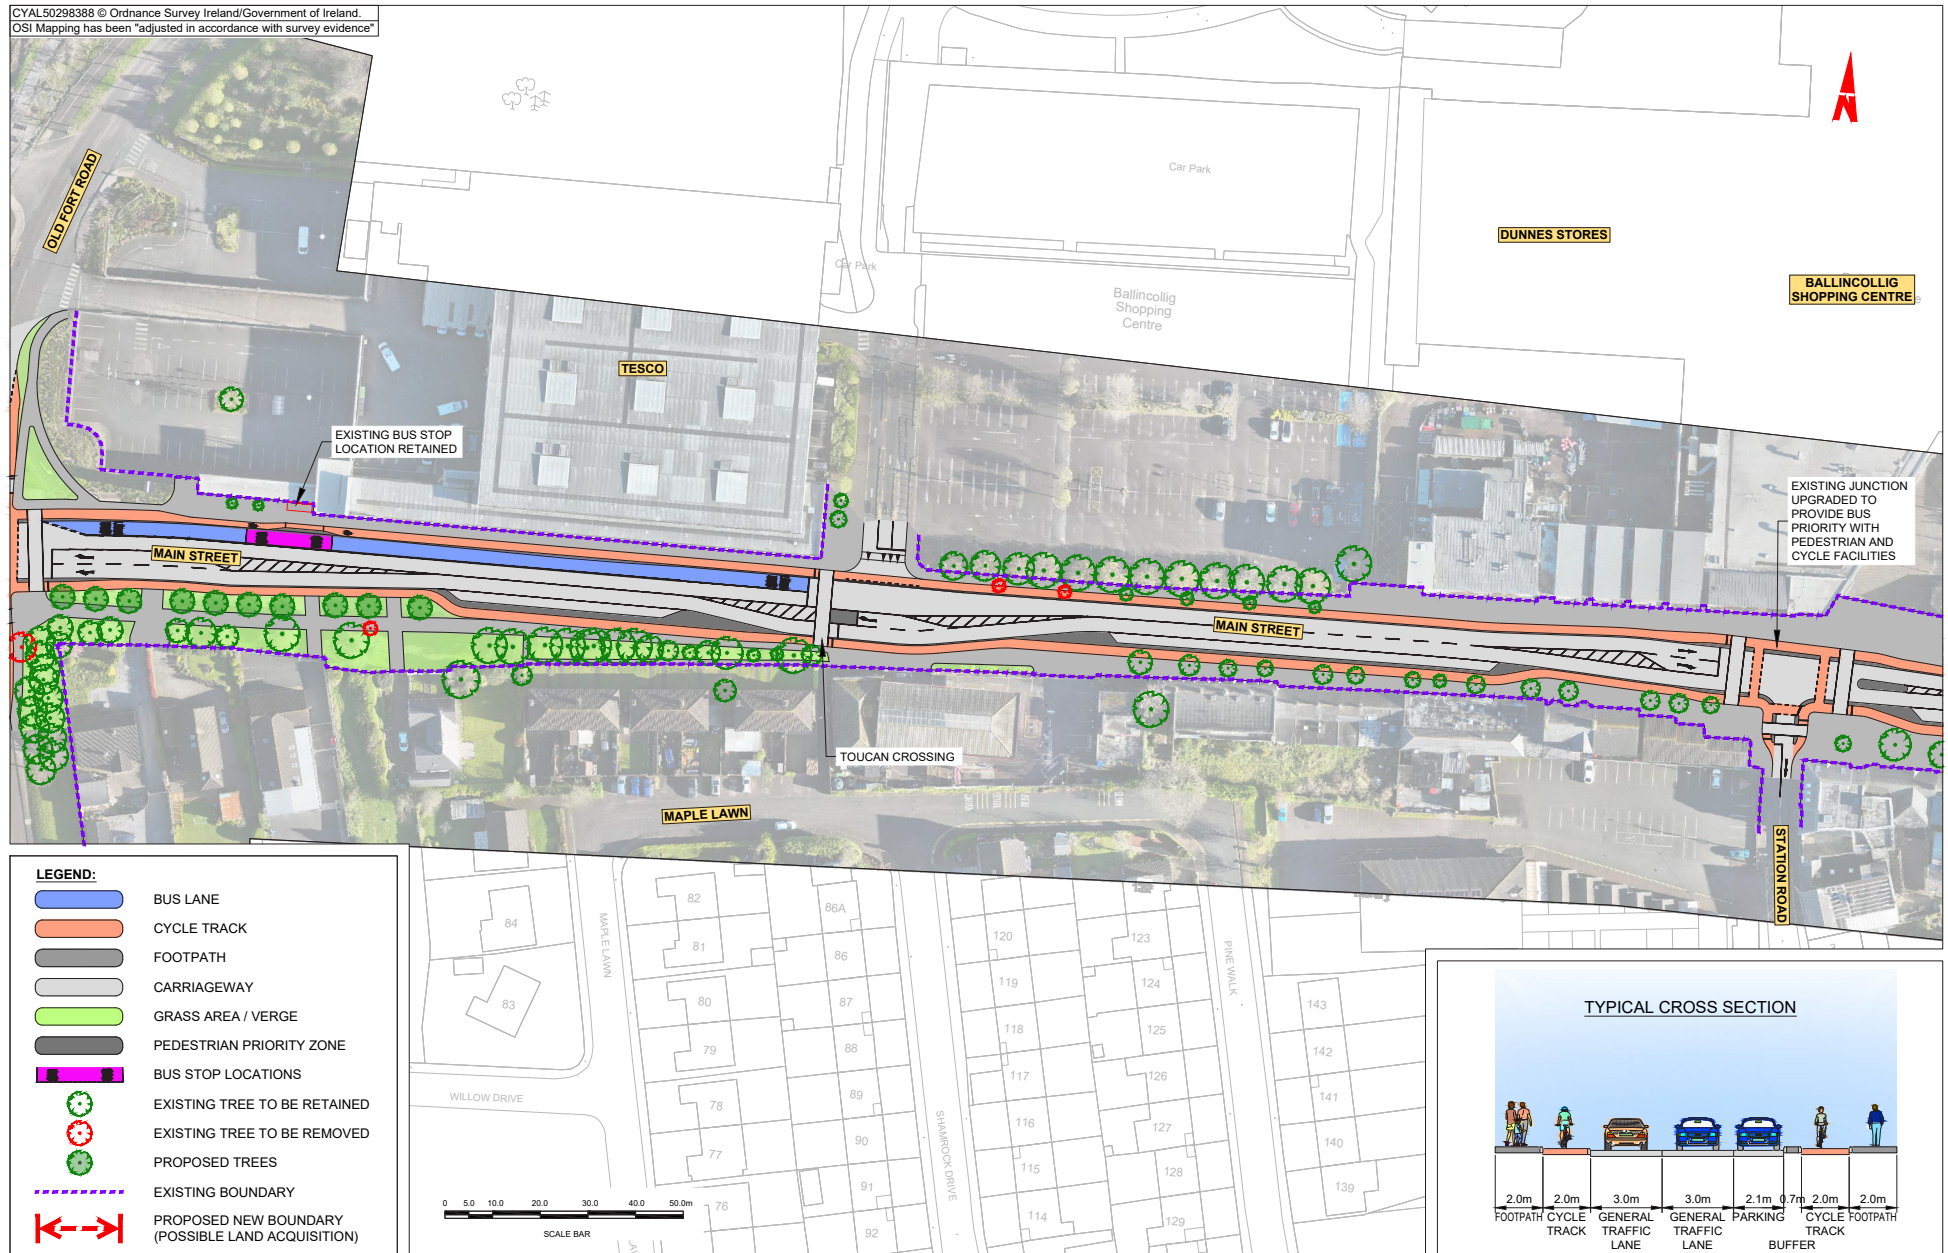 CYAL50298388 © Ordnance Survey Ireland/Government of Ireland.
OSI Mapping has been "adjusted in accordance with survey evidence"
N
OLD FORT ROAD
Car Park
DUNNES STORES
Car Park
BALLINCOLLIG
SHOPPING CENTRE
Ballincollig
Shopping
Centre
TESCO
EXISTING BUS STOP
LOCATION RETAINED
EXISTING JUNCTION
UPGRADED TO
PROVIDE BUS
PRIORITY WITH
PEDESTRIAN AND
CYCLE FACILITIES
MAIN STREET
MAIN STREET
TOUCAN CROSSING
MAPLE LAWN
STATION ROAD
LEGEND:
BUS LANE
CYCLE TRACK
FOOTPATH
CARRIAGEWAY
GRASS AREA / VERGE
PEDESTRIAN PRIORITY ZONE
BUS STOP LOCATIONS
EXISTING TREE TO BE RETAINED
EXISTING TREE TO BE REMOVED
PROPOSED TREES
EXISTING BOUNDARY
PROPOSED NEW BOUNDARY
(POSSIBLE LAND ACQUISITION)
84
83
MAPLE LAWN
WILLOW DRIVE
82
81
80
79
78
77
76
86A
86
87
88
89
90
91
92
SHAMROCK DRIVE
120
119
118
117
116
115
114
123
124
125
126
127
128
129
PINE WALK
143
142
141
140
139
0 5.0 10.0 20.0 30.0 40.0 50.0m
SCALE BAR
TYPICAL CROSS SECTION
2.0m 2.0m 3.0m 3.0m 2.1m 0.7m 2.0m 2.0m
FOOTPATH CYCLE GENERAL GENERAL PARKING CYCLE FOOTPATH
TRACK TRAFFIC TRAFFIC TRACK
LANE LANE BUFFER